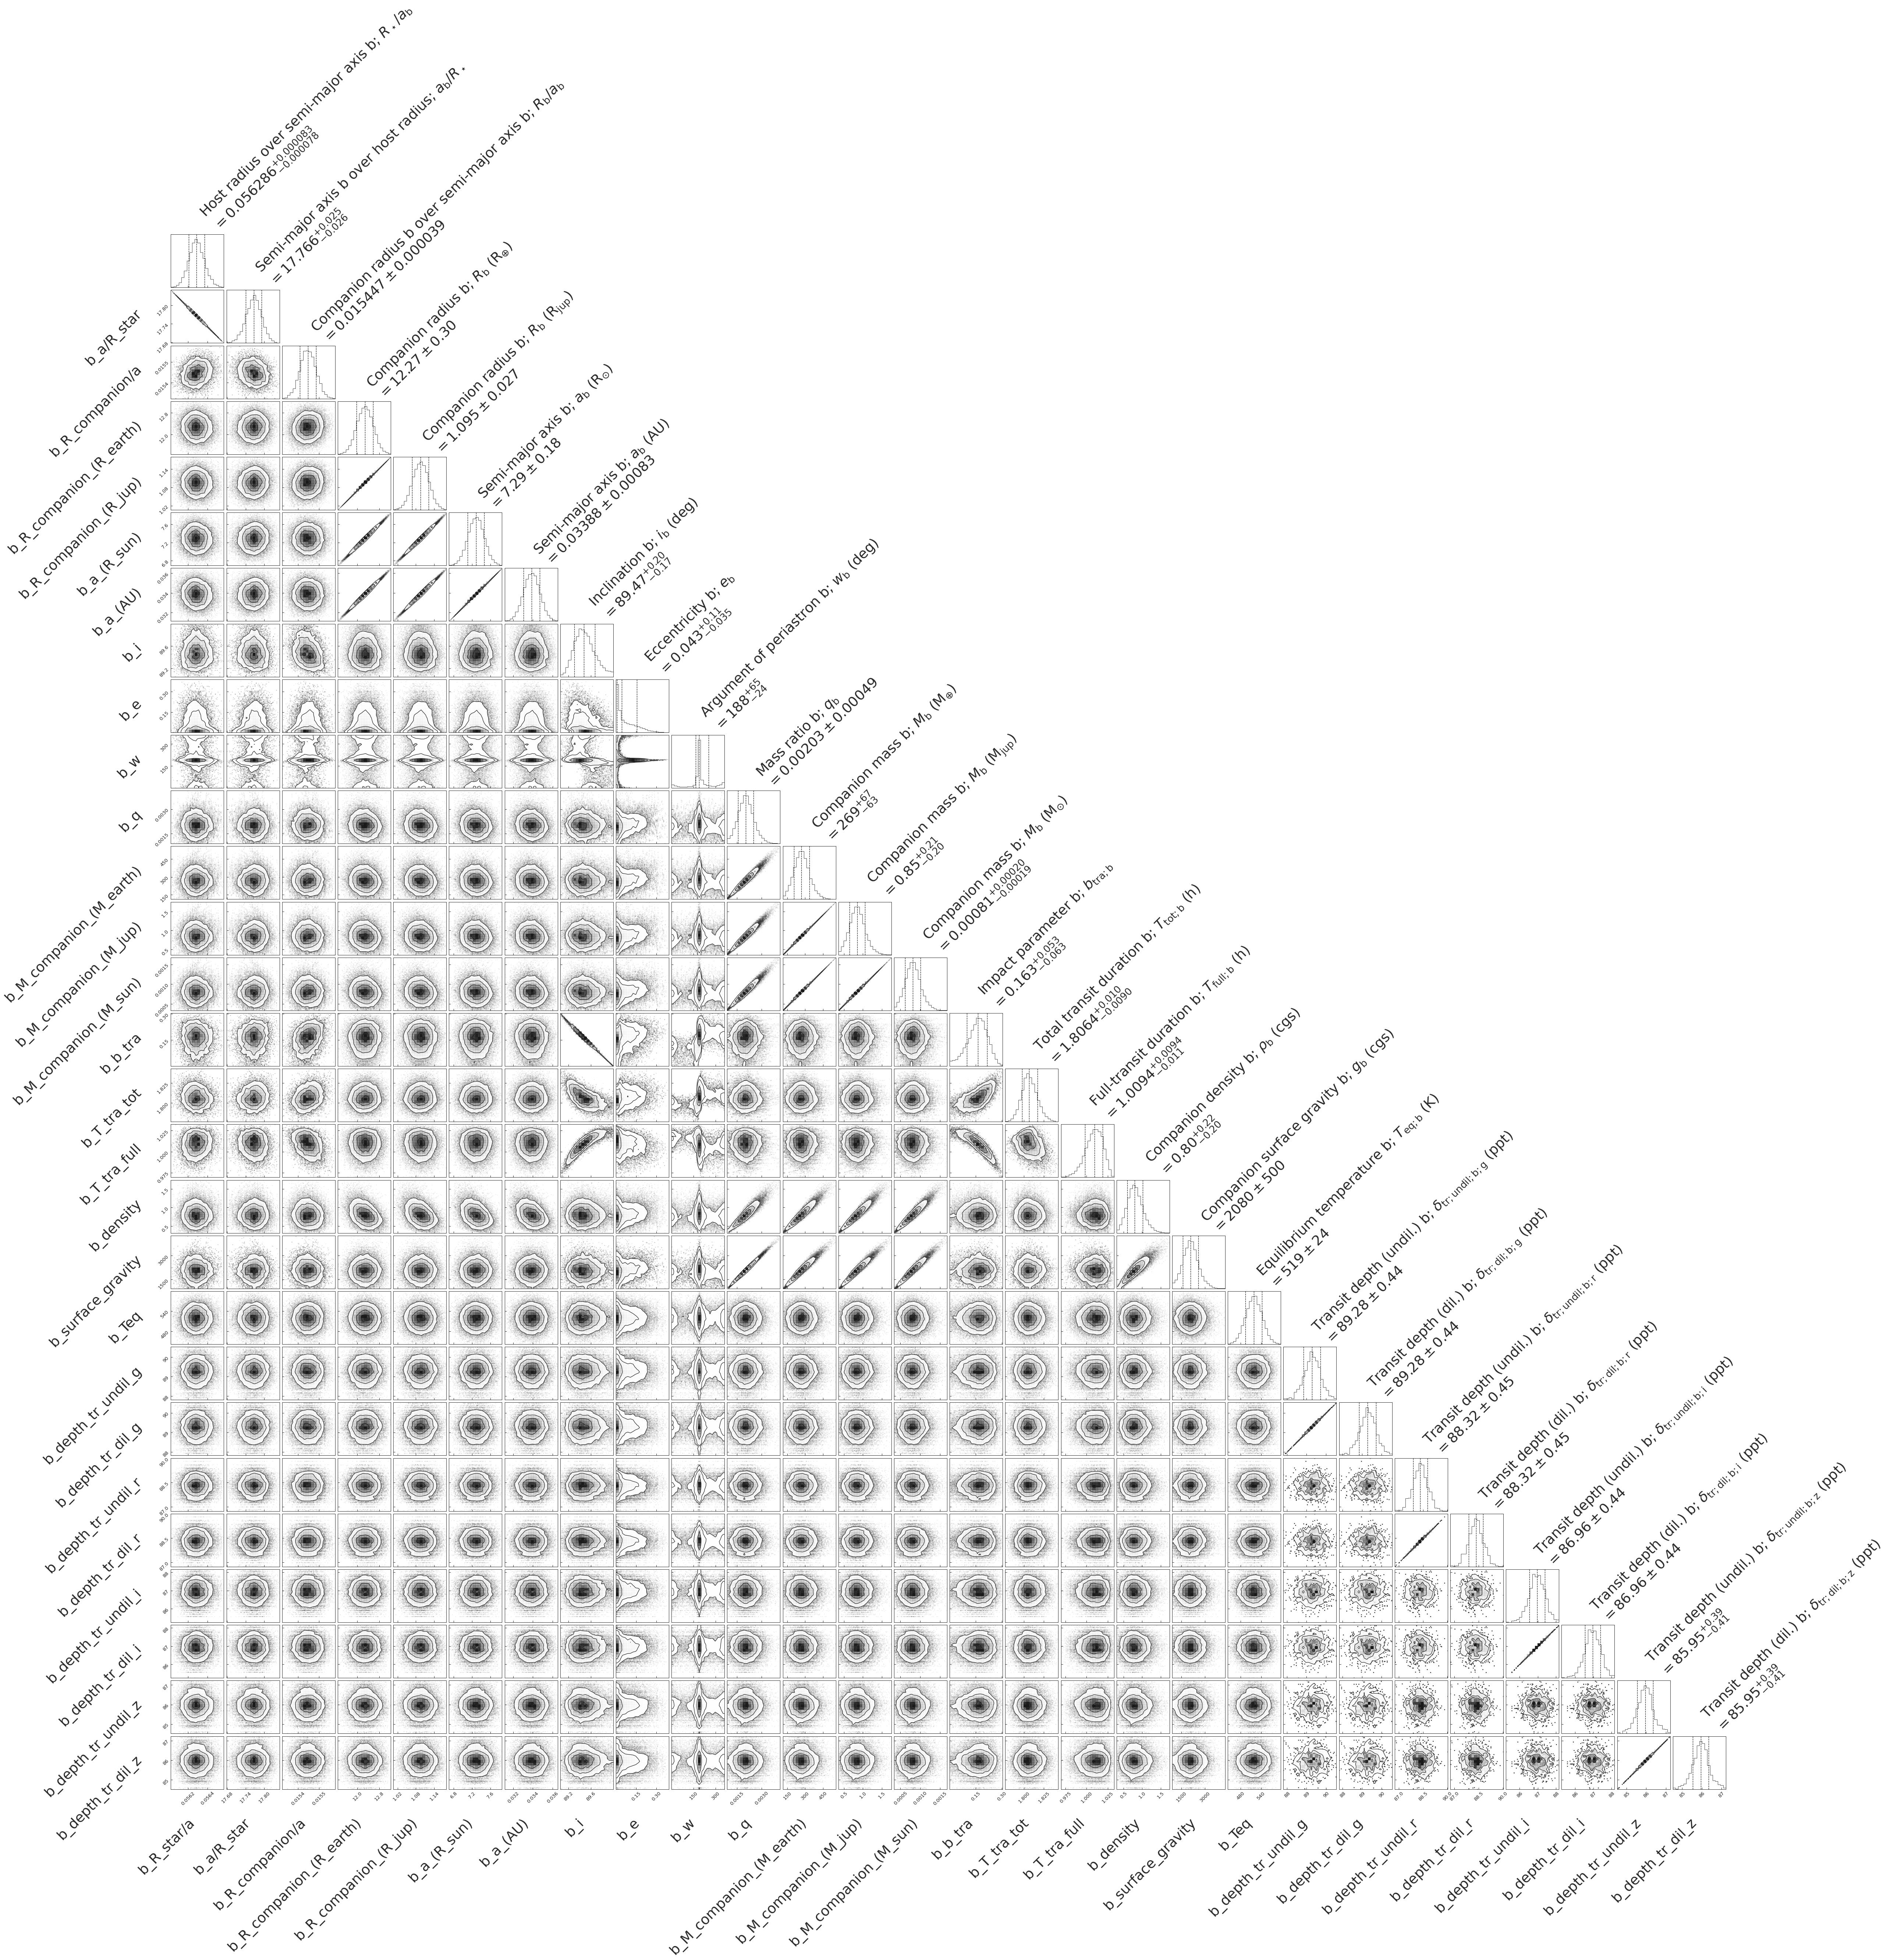 Host radius over semi-major axis b; $R_\star/a_b$
$= 0.056286^{+0.000083}_{-0.000078}$
Semi-major axis b over host radius; $a_b/R_\star$
$= 17.766^{+0.025}_{-0.026}$
Companion radius b over semi-major axis b; $R_b/a_b$
$= 0.015447 \pm 0.000039$
Companion radius b; $R_b$ (R⊕)
$= 12.27 \pm 0.30$
Companion radius b; $R_b$ (R_jup)
$= 1.095 \pm 0.027$
Semi-major axis b; $a_b$ (R⊙)
$= 7.29 \pm 0.18$
Semi-major axis b; $a_b$ (AU)
$= 0.03388 \pm 0.00083$
Inclination b; $i_b$ (deg)
$= 89.47^{+0.20}_{-0.17}$
Eccentricity b; $e_b$
$= 0.043^{+0.11}_{-0.035}$
Argument of periastron b; $w_b$ (deg)
$= 188^{+65}_{-24}$
Mass ratio b; $q_b$
$= 0.00203 \pm 0.00049$
Companion mass b; $M_b$ (M⊕)
$= 269^{+67}_{-63}$
Companion mass b; $M_b$ (M_jup)
$= 0.85^{+0.21}_{-0.20}$
Companion mass b; $M_b$ (M⊙)
$= 0.00081^{+0.00020}_{-0.00019}$
Impact parameter b; $b_{tra;b}$
$= 0.163^{+0.053}_{-0.063}$
Total transit duration b; $T_{tot;b}$ (h)
$= 1.8064^{+0.010}_{-0.0090}$
Full-transit duration b; $T_{full;b}$ (h)
$= 1.0094^{+0.0094}_{-0.011}$
Companion density b; $\rho_b$ (cgs)
$= 0.80^{+0.22}_{-0.20}$
Companion surface gravity b; $g_b$ (cgs)
$= 2080 \pm 500$
Equilibrium temperature b; $T_{eq;b}$ (K)
$= 519 \pm 24$
Transit depth (undil.) b; $\delta_{tr;undil;b;g}$ (ppt)
$= 89.28 \pm 0.44$
Transit depth (dil.) b; $\delta_{tr;dil;b;g}$ (ppt)
$= 89.28 \pm 0.44$
Transit depth (undil.) b; $\delta_{tr;undil;b;r}$ (ppt)
$= 88.32 \pm 0.45$
Transit depth (dil.) b; $\delta_{tr;dil;b;r}$ (ppt)
$= 88.32 \pm 0.45$
Transit depth (undil.) b; $\delta_{tr;undil;b;i}$ (ppt)
$= 86.96 \pm 0.44$
Transit depth (dil.) b; $\delta_{tr;dil;b;i}$ (ppt)
$= 86.96 \pm 0.44$
Transit depth (undil.) b; $\delta_{tr;undil;b;z}$ (ppt)
$= 85.95^{+0.39}_{-0.41}$
Transit depth (dil.) b; $\delta_{tr;dil;b;z}$ (ppt)
$= 85.95^{+0.39}_{-0.41}$
b_a/R_star
b_R_companion/a
b_R_companion_(R_earth)
b_R_companion_(R_jup)
b_a_(R_sun)
b_a_(AU)
b_i
b_e
b_w
b_q
b_M_companion_(M_earth)
b_M_companion_(M_jup)
b_M_companion_(M_sun)
b_b_tra
b_T_tra_tot
b_T_tra_full
b_density
b_surface_gravity
b_Teq
b_depth_tr_undil_g
b_depth_tr_dil_g
b_depth_tr_undil_r
b_depth_tr_dil_r
b_depth_tr_undil_i
b_depth_tr_dil_i
b_depth_tr_undil_z
b_depth_tr_dil_z
b_R_star/a
b_a/R_star
b_R_companion/a
b_R_companion_(R_earth)
b_R_companion_(R_jup)
b_a_(R_sun)
b_a_(AU)
b_i
b_e
b_w
b_q
b_M_companion_(M_earth)
b_M_companion_(M_jup)
b_M_companion_(M_sun)
b_b_tra
b_T_tra_tot
b_T_tra_full
b_density
b_surface_gravity
b_Teq
b_depth_tr_undil_g
b_depth_tr_dil_g
b_depth_tr_undil_r
b_depth_tr_dil_r
b_depth_tr_undil_i
b_depth_tr_dil_i
b_depth_tr_undil_z
b_depth_tr_dil_z